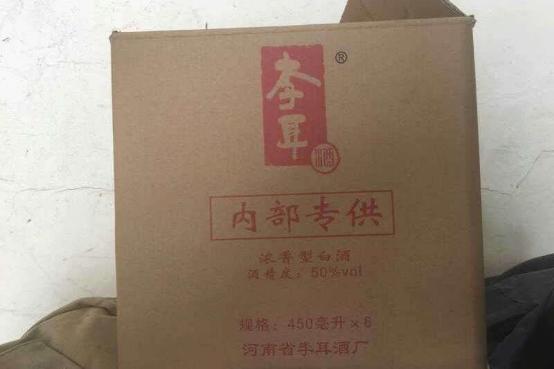 李耳®
酒
内部专供
浓香型白酒
酒精度：50%vol
规格：450毫升×6
河南省李耳酒厂